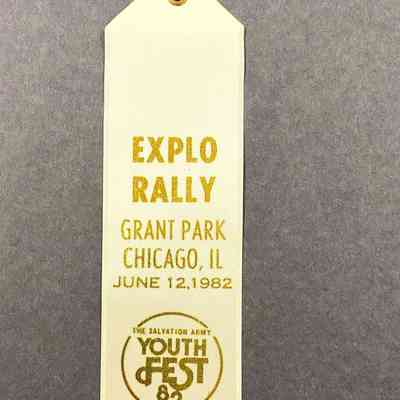 EXPLO
RALLY
GRANT PARK
CHICAGO, IL
JUNE 12,1982
THE SALVATION ARMY
YOUTH
FEST
82